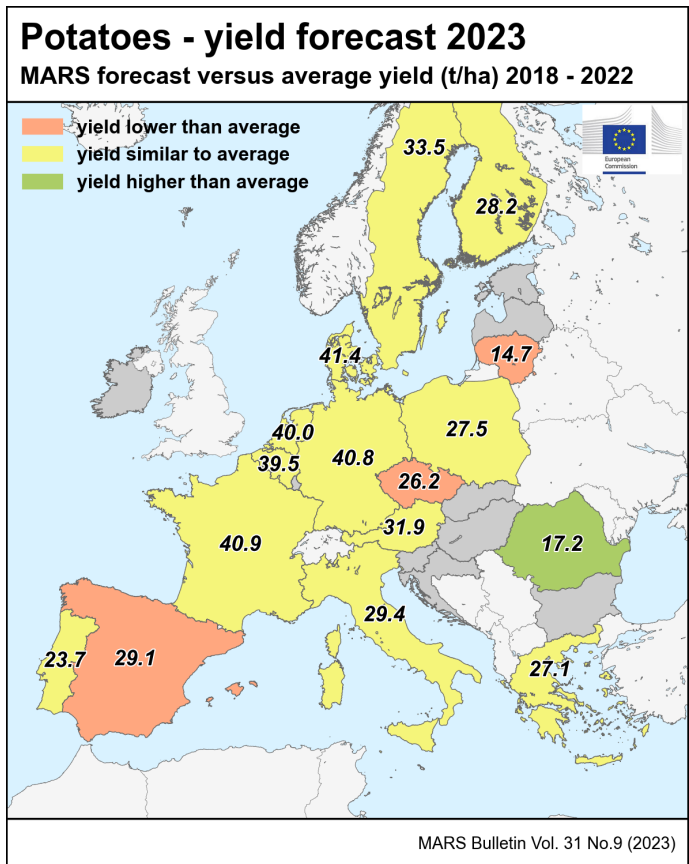 Potatoes - yield forecast 2023
MARS forecast versus average yield (t/ha) 2018 - 2022
yield lower than average
yield similar to average
yield higher than average
European
Commission
33.5
28.2
41.4
14.7
40.0
27.5
39.5
40.8
26.2
31.9
40.9
17.2
29.4
23.7
29.1
27.1
MARS Bulletin Vol. 31 No.9 (2023)